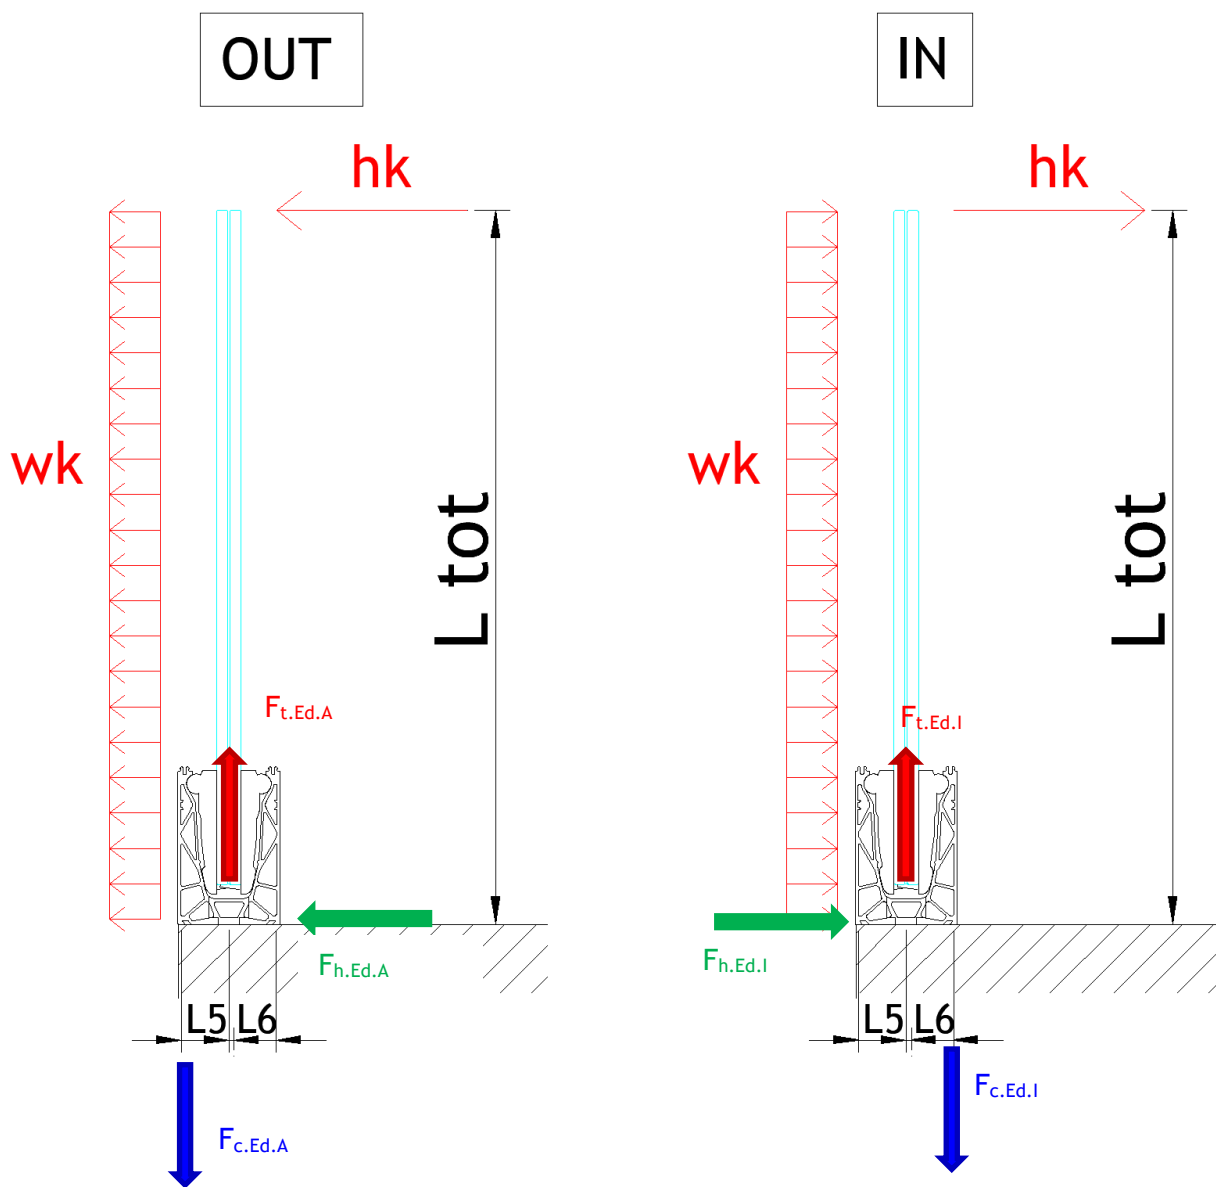 OUT
IN
hk
hk
wk
wk
L tot
L tot
Ft.Ed.A
Ft.Ed.I
Fh.Ed.A
Fh.Ed.I
L5 L6
L5 L6
Fc.Ed.A
Fc.Ed.I